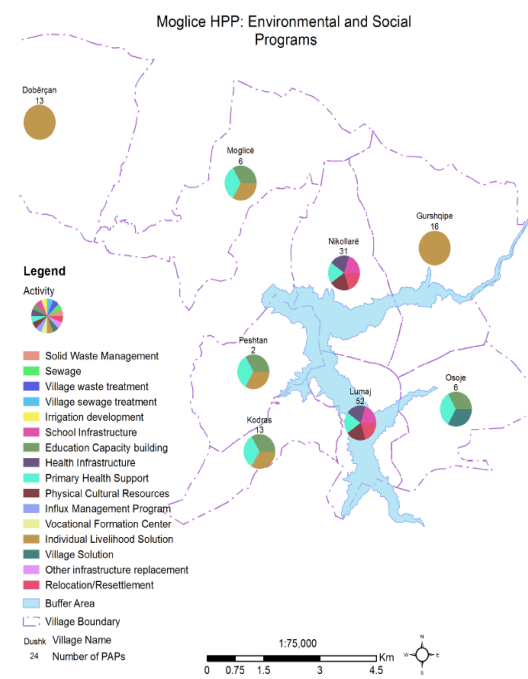 Moglice HPP: Environmental and Social
Programs
Dobërçan
13
Moglicë
6
Gurshqipe
16
Nikollarë
31
Legend
Activity
Peshtan
2
Lumaj
52
Osoje
6
Kodras
13
Solid Waste Management
Sewage
Village waste treatment
Village sewage treatment
Irrigation development
School Infrastructure
Education Capacity building
Health Infrastructure
Primary Health Support
Physical Cultural Resources
Influx Management Program
Vocational Formation Center
Individual Livelihood Solution
Village Solution
Other infrastructure replacement
Relocation/Resettlement
Buffer Area
Village Boundary
Dushk Village Name
24 Number of PAPs
1:75,000
Km
0 0.75 1.5 3 4.5
N
W E
S